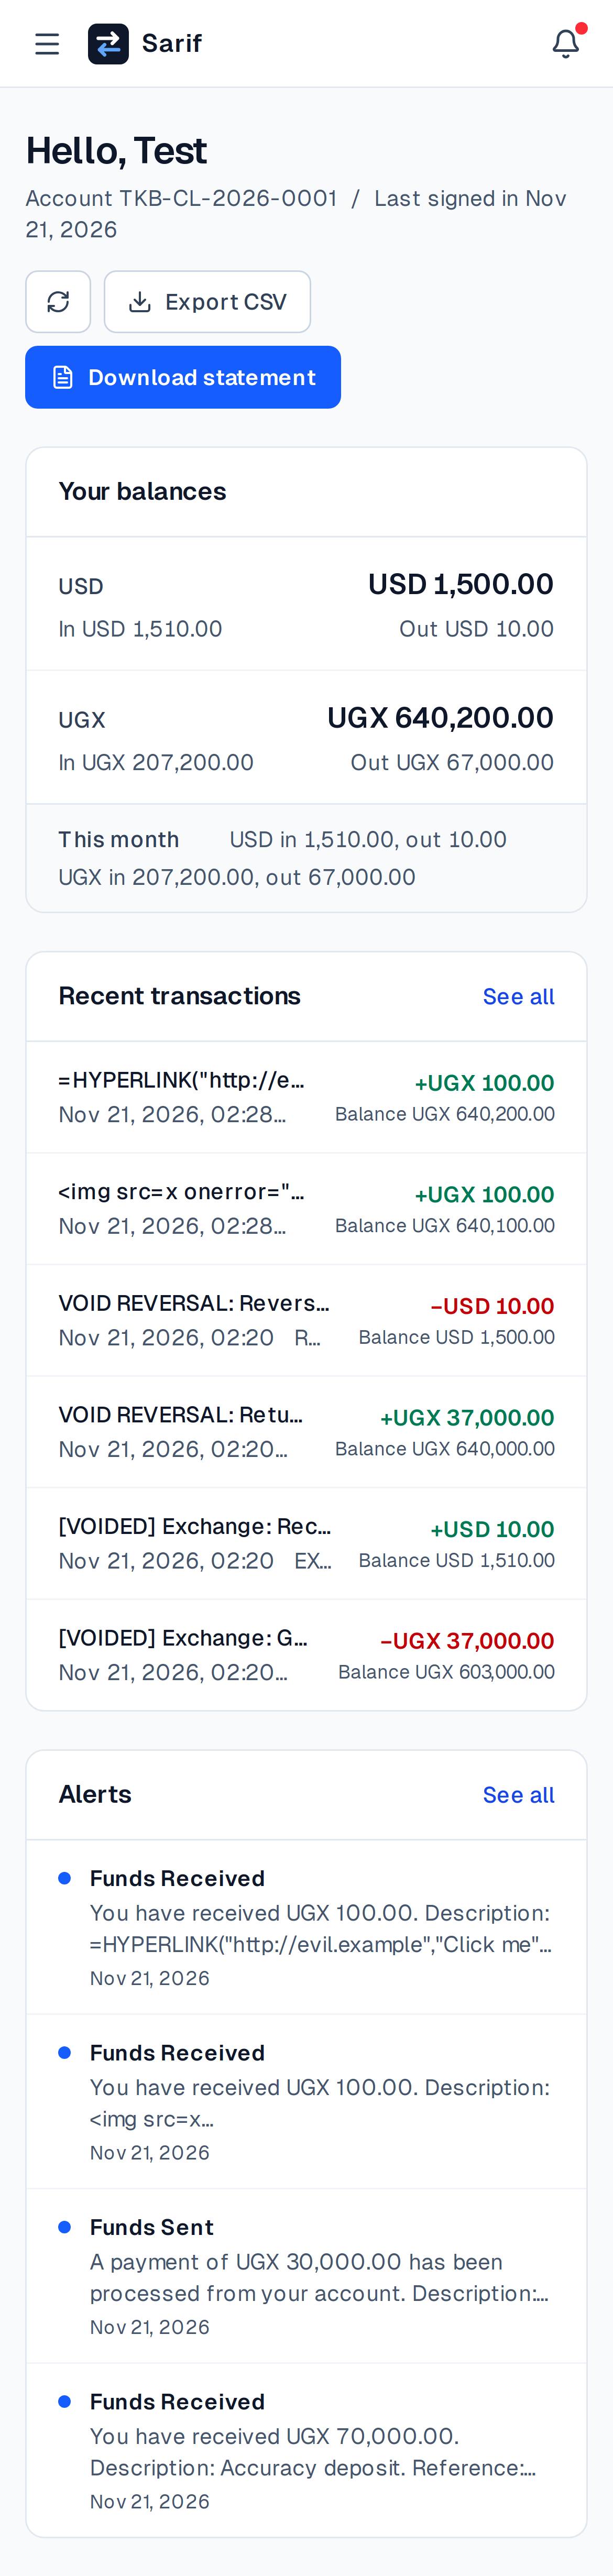 Sarif
Hello, Test
Account TKB-CL-2026-0001 / Last signed in Nov
21, 2026
Export CSV
Download statement
Your balances
USD USD 1,500.00
In USD 1,510.00 Out USD 10.00
UGX UGX 640,200.00
In UGX 207,200.00 Out UGX 67,000.00
This month USD in 1,510.00, out 10.00
UGX in 207,200.00, out 67,000.00
Recent transactions See all
=HYPERLINK("http://e... +UGX 100.00
Nov 21, 2026, 02:28... Balance UGX 640,200.00
<img src=x onerror="... +UGX 100.00
Nov 21, 2026, 02:28... Balance UGX 640,100.00
VOID REVERSAL: Revers... −USD 10.00
Nov 21, 2026, 02:20 R... Balance USD 1,500.00
VOID REVERSAL: Retu... +UGX 37,000.00
Nov 21, 2026, 02:20... Balance UGX 640,000.00
[VOIDED] Exchange: Rec... +USD 10.00
Nov 21, 2026, 02:20 EX... Balance USD 1,510.00
[VOIDED] Exchange: G... −UGX 37,000.00
Nov 21, 2026, 02:20... Balance UGX 603,000.00
Alerts See all
Funds Received
You have received UGX 100.00. Description:
=HYPERLINK("http://evil.example","Click me"...
Nov 21, 2026
Funds Received
You have received UGX 100.00. Description:
<img src=x...
Nov 21, 2026
Funds Sent
A payment of UGX 30,000.00 has been
processed from your account. Description:...
Nov 21, 2026
Funds Received
You have received UGX 70,000.00.
Description: Accuracy deposit. Reference:...
Nov 21, 2026